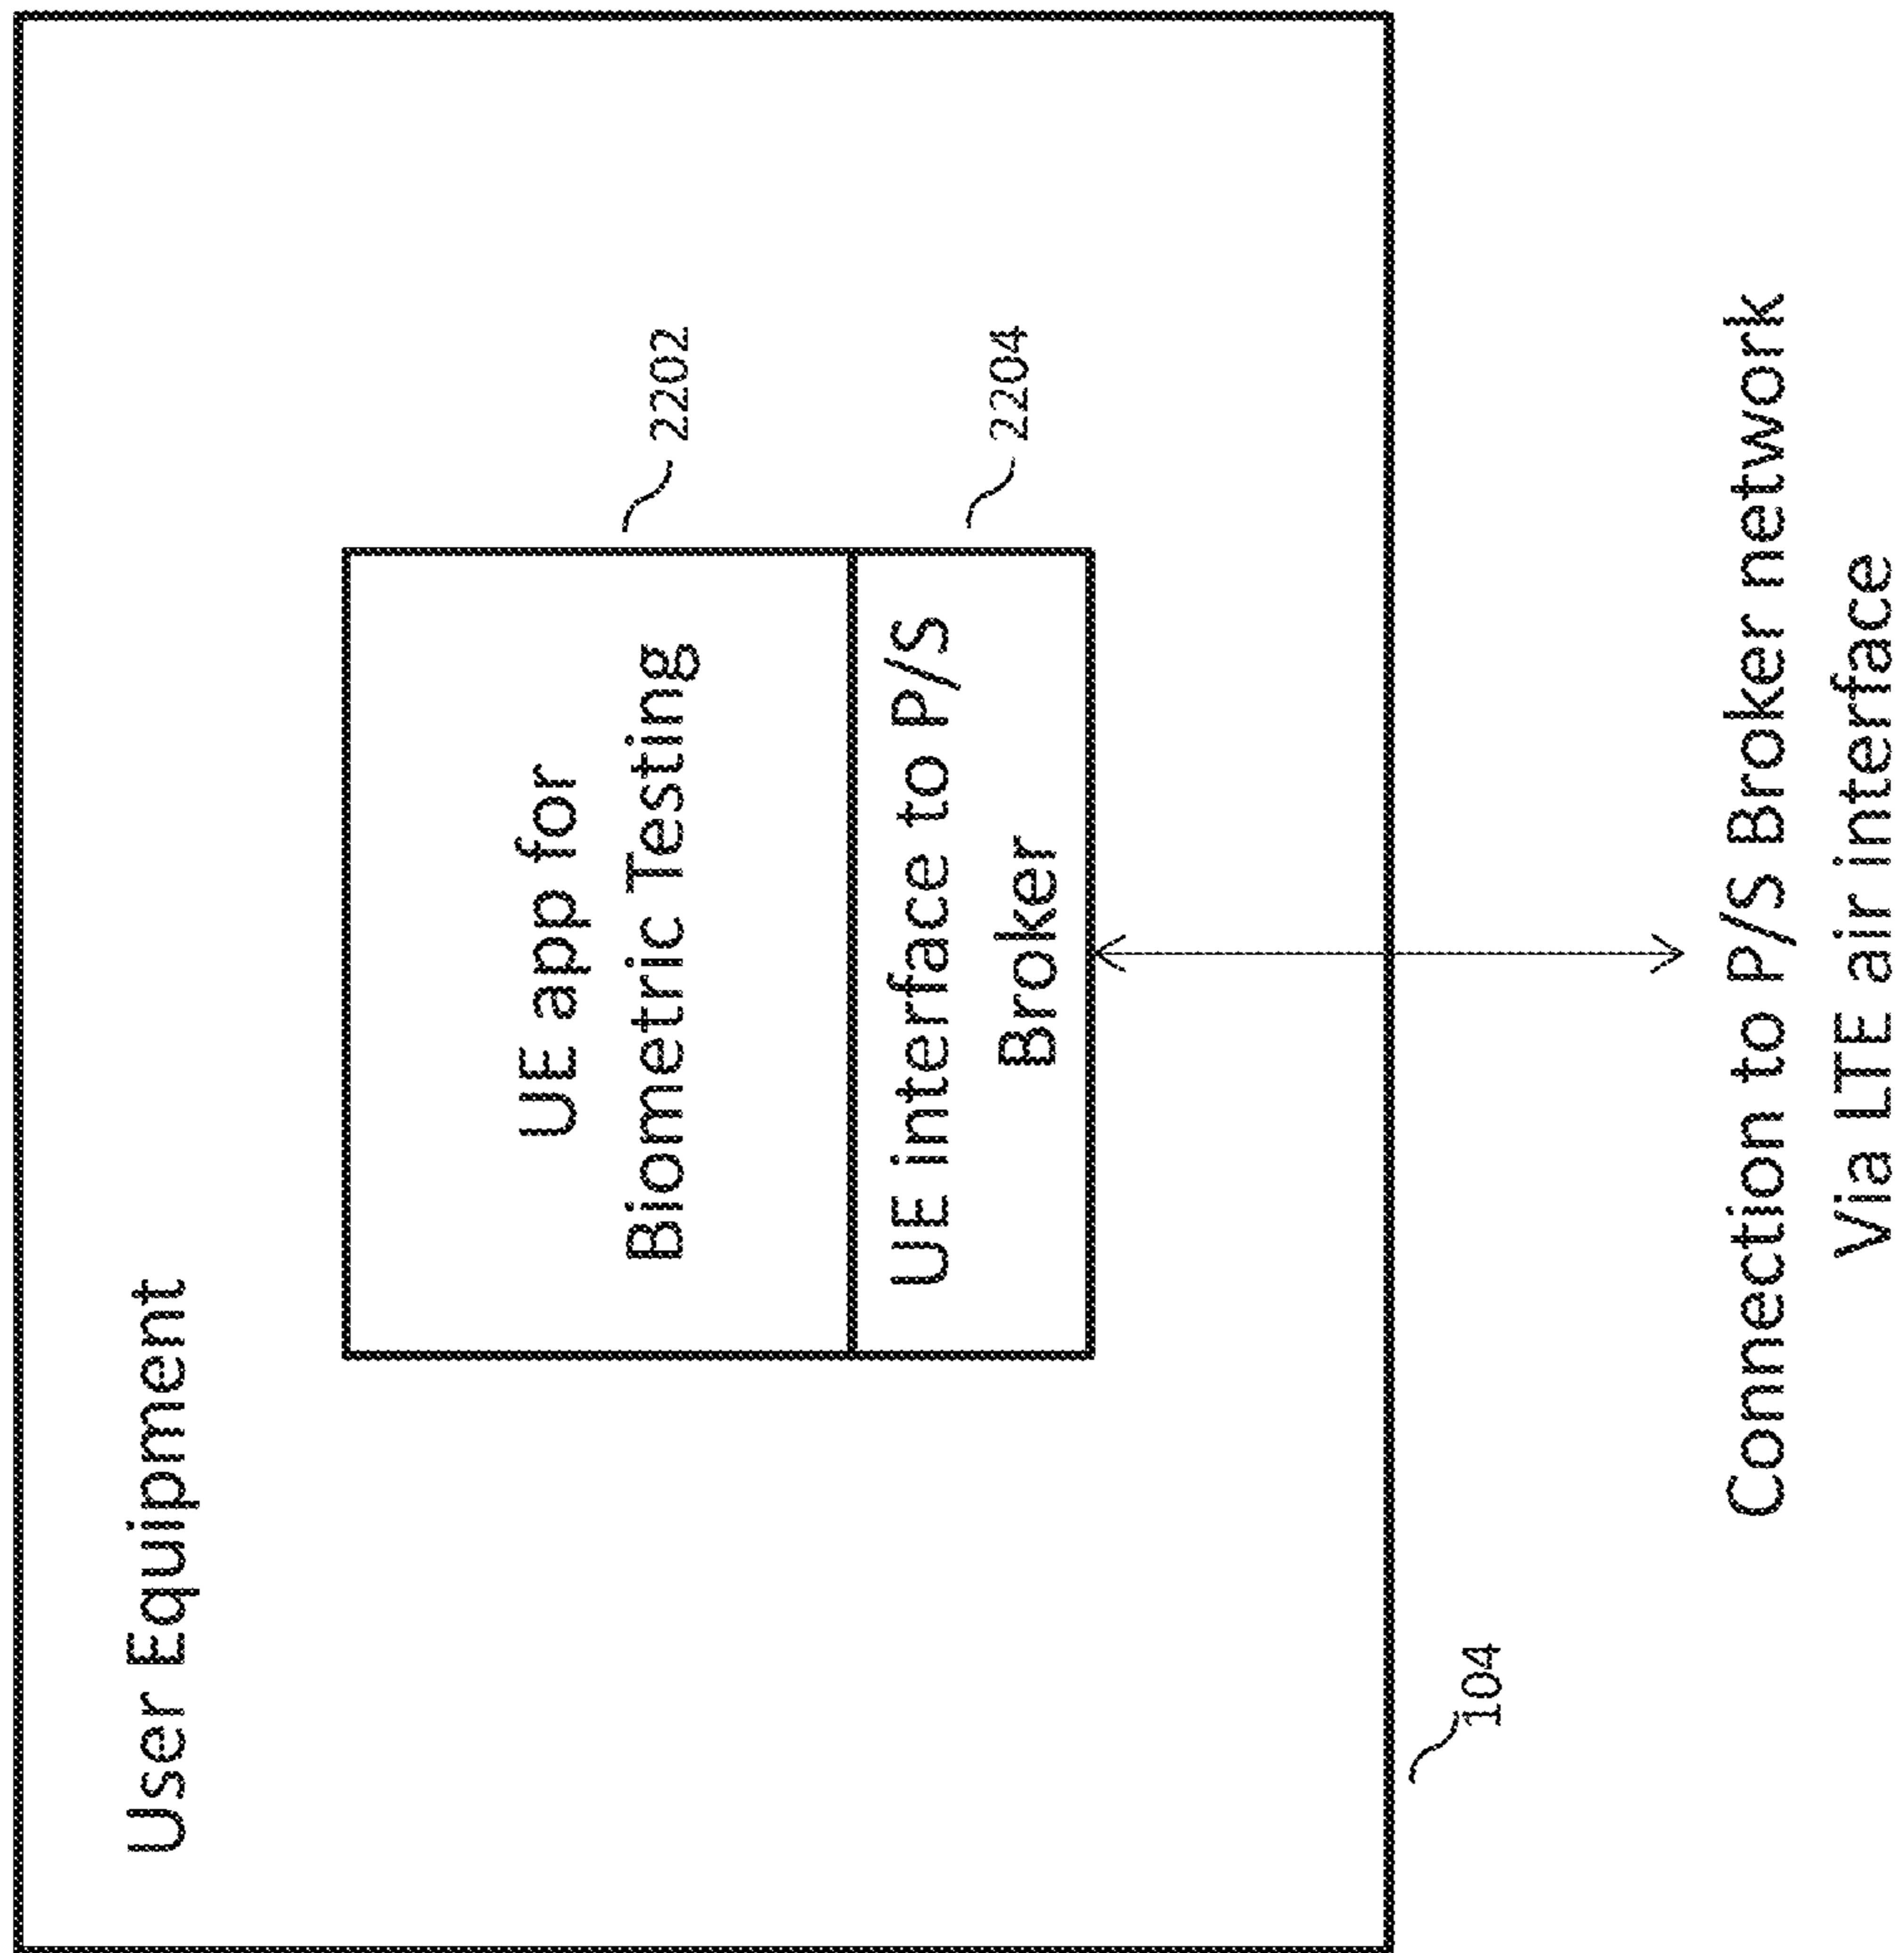 User Equipment
UE app for
Biometric Testing
2202
UE interface to P/S
Broker
2204
104
Connection to P/S Broker network
Via LTE air interface